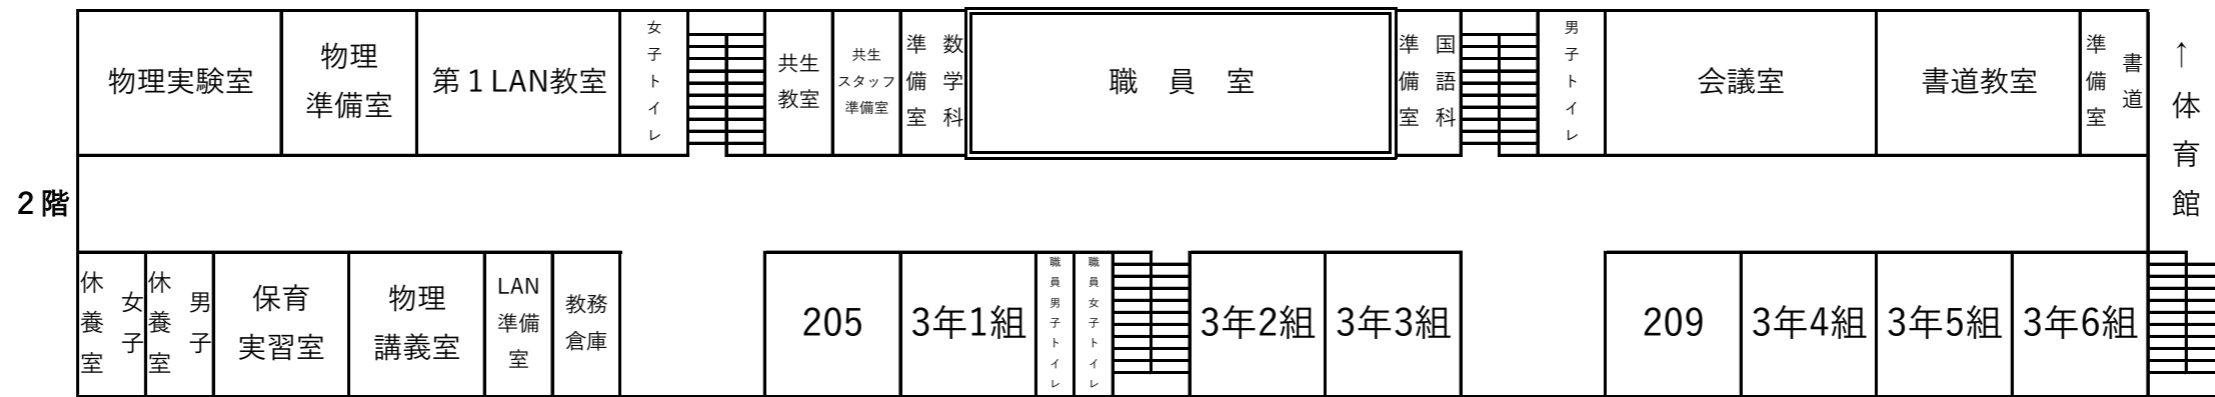 物理実験室
物理
準備室
第１LAN教室
女子トイレ
共生
教室
共生
スタッフ
準備室
数学科
準備室
職　員　室
国語科
準備室
男子トイレ
会議室
書道教室
書道
準備室
↑体育館
２階
女子
休養室
男子
休養室
保育
実習室
物理
講義室
LAN
準備
室
教務
倉庫
205
3年1組
職員男子トイレ
職員女子トイレ
3年2組
3年3組
209
3年4組
3年5組
3年6組